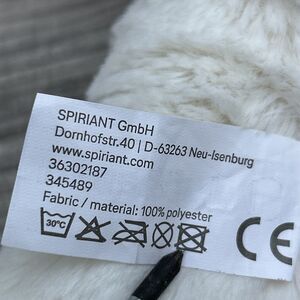 SPIRIANT GmbH
Dornhofstr.40 | D-63263 Neu-Isenburg
www.spiriant.com
36302187
345489
Fabric / material: 100% polyester
30°C
CE